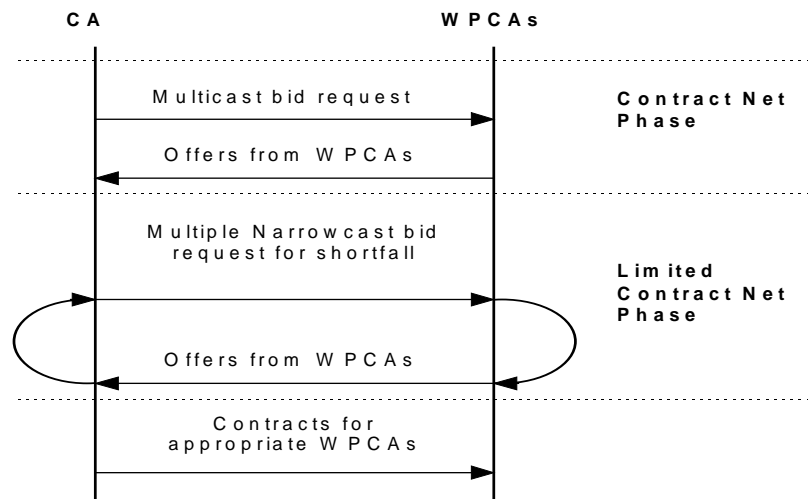 CA
WPCAs
Multicast bid request
Contract Net
Phase
Offers from WPCAs
Multiple Narrowcast bid
request for shortfall
Limited
Contract Net
Phase
Offers from WPCAs
Contracts for
appropriate WPCAs